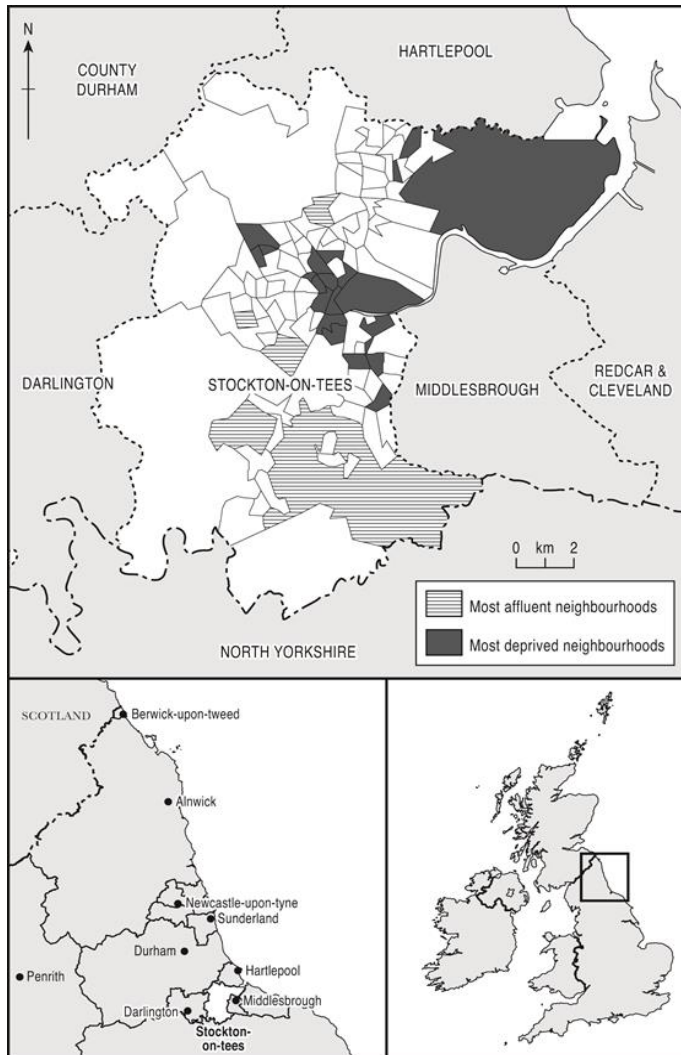 N
HARTLEPOOL
COUNTY
DURHAM
DARLINGTON
STOCKTON-ON-TEES
MIDDLESBROUGH
REDCAR &
CLEVELAND
0 km 2
NORTH YORKSHIRE
Most affluent neighbourhoods
Most deprived neighbourhoods
SCOTLAND
Berwick-upon-tweed
Alnwick
Newcastle-upon-tyne
Sunderland
Durham
Hartlepool
Penrith
Middlesbrough
Darlington
Stockton-
on-tees